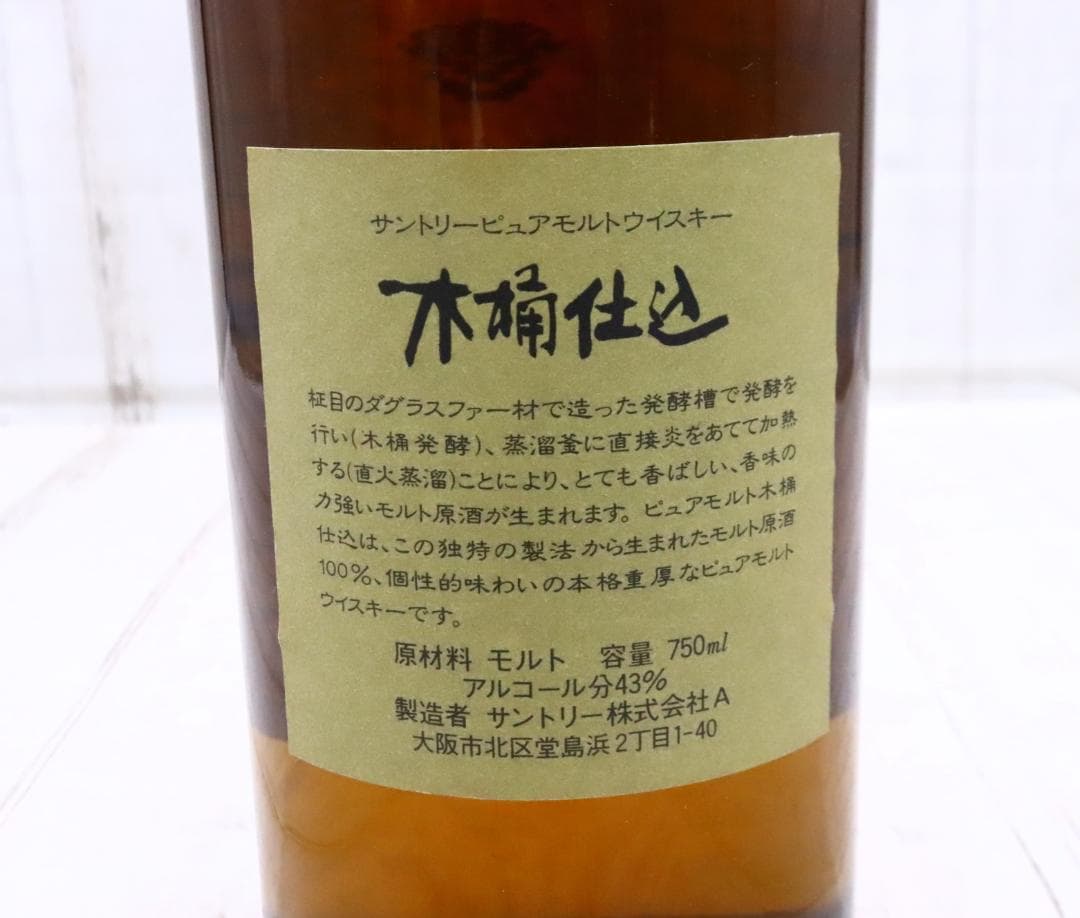 サントリーピュアモルトウイスキー
木桶仕込
柾目のダグラスファー材で造った発酵槽で発酵を
行い(木桶発酵)、蒸溜釜に直接炎をあてて加熱
する(直火蒸溜)ことにより、とても香ばしい、香味の
力強いモルト原酒が生まれます。ピュアモルト木桶
仕込は、この独特の製法から生まれたモルト原酒
100%、個性的味わいの本格重厚なピュアモルト
ウイスキーです。
原材料 モルト 容量 750ml
アルコール分43%
製造者 サントリー株式会社A
大阪市北区堂島浜2丁目1-40